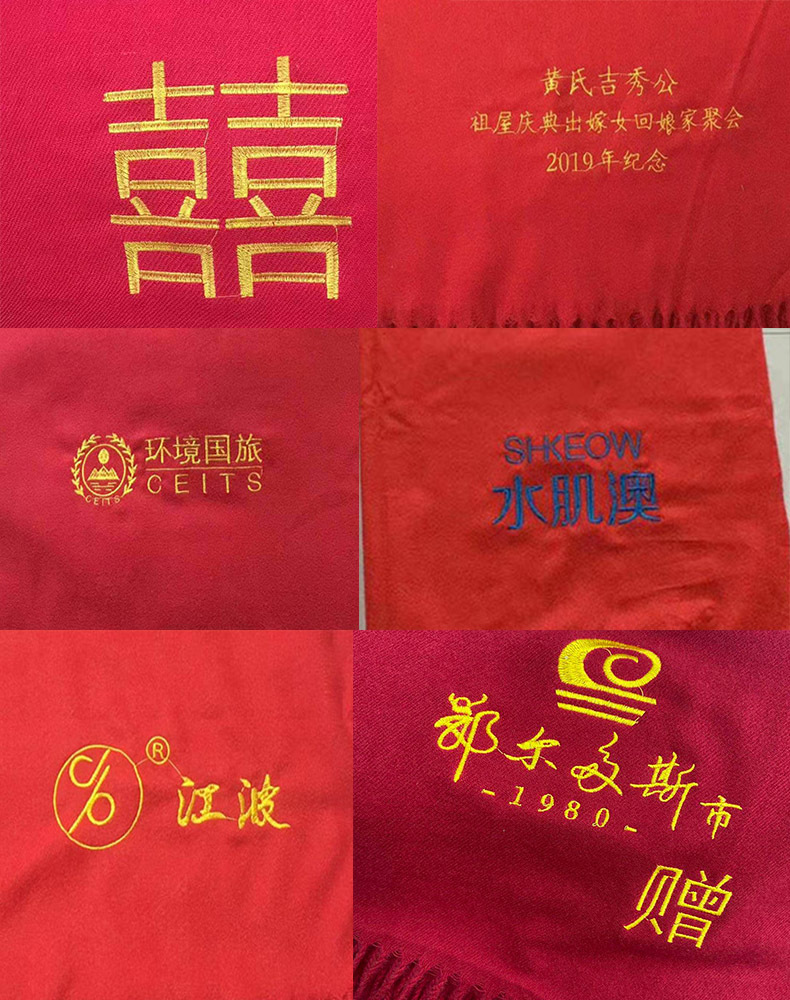 囍
黄氏吉秀公
祖屋庆典出嫁女回娘家聚会
2019年纪念
环境国旅
CEITS
CEITS
SHKEOW
水肌澳
®
江波
鄂尔多斯市
-1980-
赠